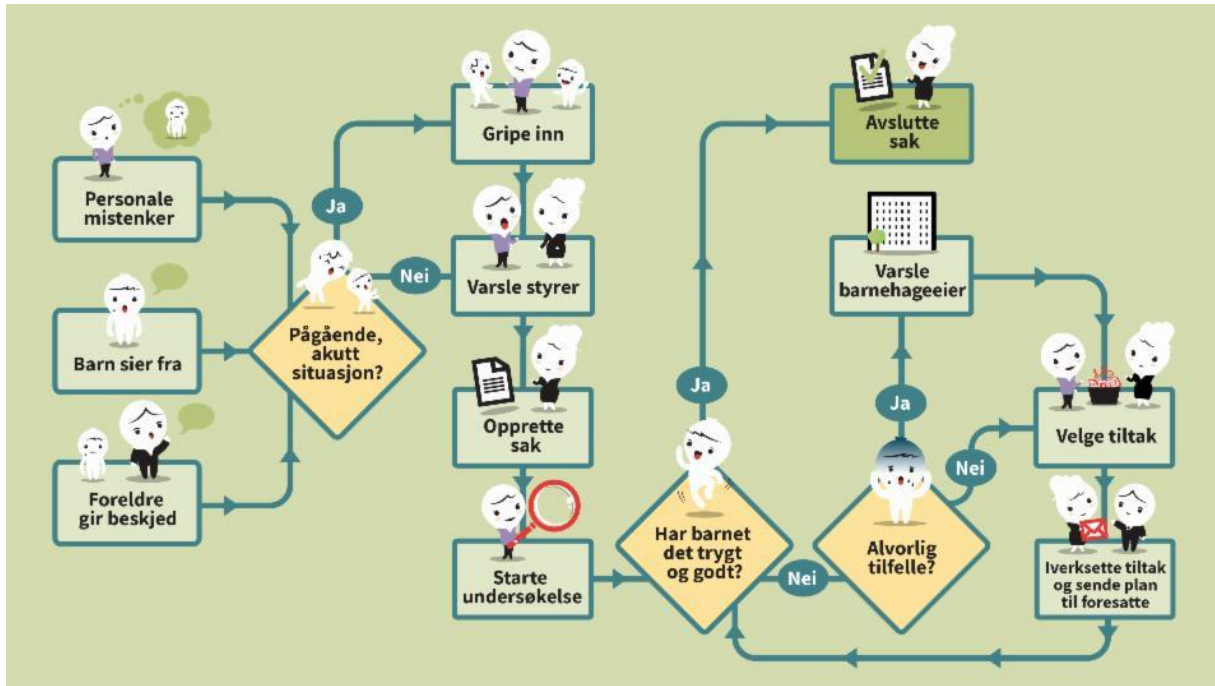 Personale
mistenker
Barn sier fra
Foreldre
gir beskjed
Pågående,
akutt
situasjon?
Ja
Nei
Gripe inn
Varsle styrer
Opprette
sak
Starte
undersøkelse
Har barnet
det trygt
og godt?
Ja
Nei
Avslutte
sak
Alvorlig
tilfelle?
Ja
Nei
Varsle
barnehageeier
Velge tiltak
Iverksette tiltak
og sende plan
til foresatte